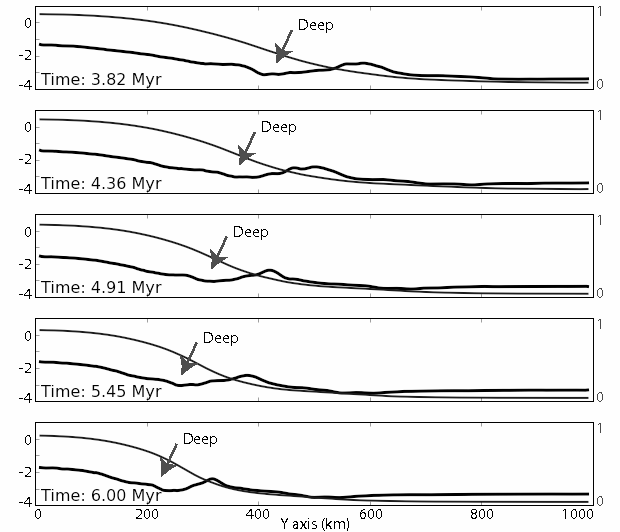 0 1
Deep
-2
Time: 3.82 Myr
-4 0
0 1
Deep
-2
Time: 4.36 Myr
-4 0
0 1
Deep
-2
Time: 4.91 Myr
-4 0
0 1
Deep
-2
Time: 5.45 Myr
-4 0
0 1
Deep
-2
Time: 6.00 Myr
-4 0
0 200 400 600 800 1000
Y axis (km)